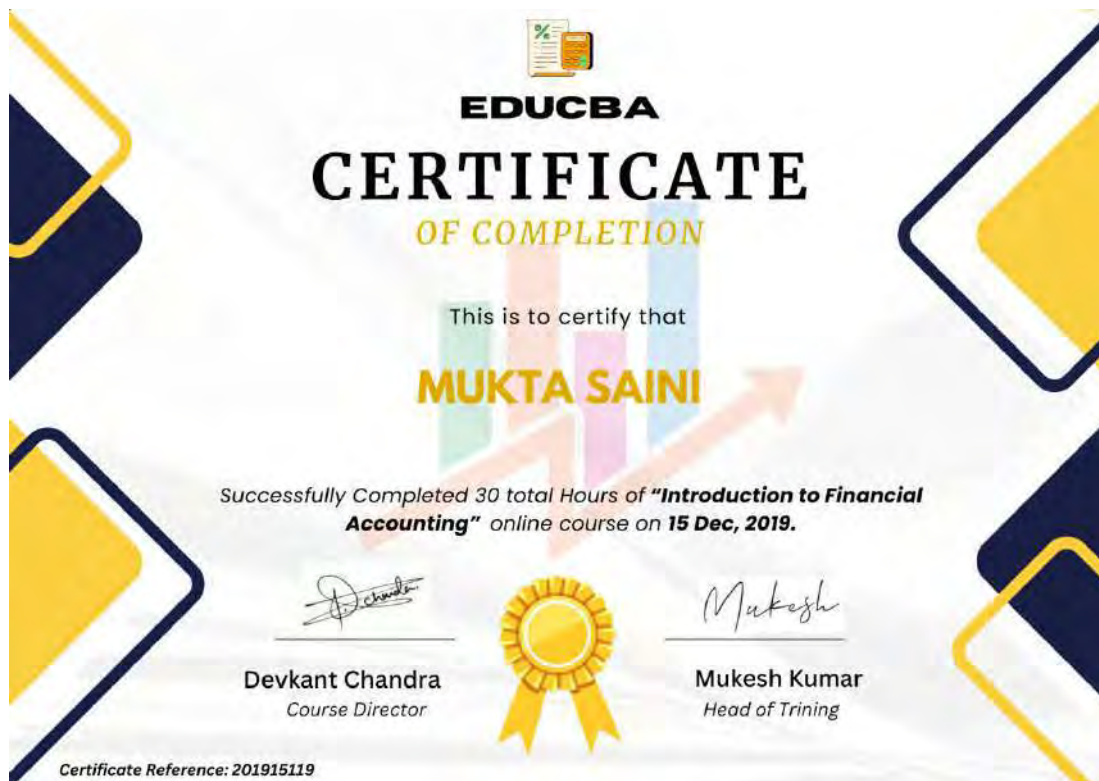 %
EDUCBA
CERTIFICATE
OF COMPLETION
This is to certify that
MUKTA SAINI
Successfully Completed 30 total Hours of “Introduction to Financial
Accounting” online course on 15 Dec, 2019.
D. chandra. Mukesh
Devkant Chandra Mukesh Kumar
Course Director Head of Trining
Certificate Reference: 201915119